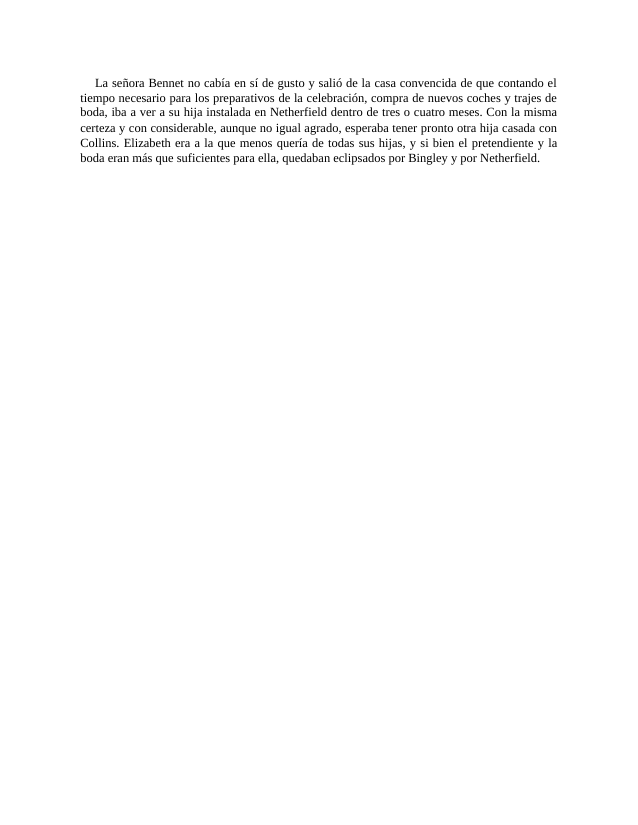 La señora Bennet no cabía en sí de gusto y salió de la casa convencida de que contando el
tiempo necesario para los preparativos de la celebración, compra de nuevos coches y trajes de
boda, iba a ver a su hija instalada en Netherfield dentro de tres o cuatro meses. Con la misma
certeza y con considerable, aunque no igual agrado, esperaba tener pronto otra hija casada con
Collins. Elizabeth era a la que menos quería de todas sus hijas, y si bien el pretendiente y la
boda eran más que suficientes para ella, quedaban eclipsados por Bingley y por Netherfield.